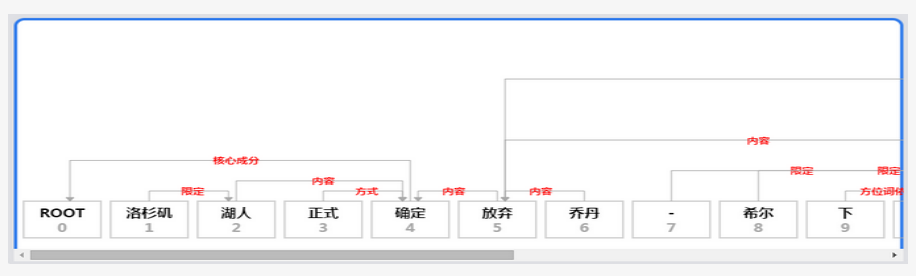 内容
核心成分
限定
限定
内容
限定
方式
内容
内容
方位词依
ROOT 洛杉矶 湖人 正式 确定 放弃 乔丹 - 希尔 下
0 1 2 3 4 5 6 7 8 9